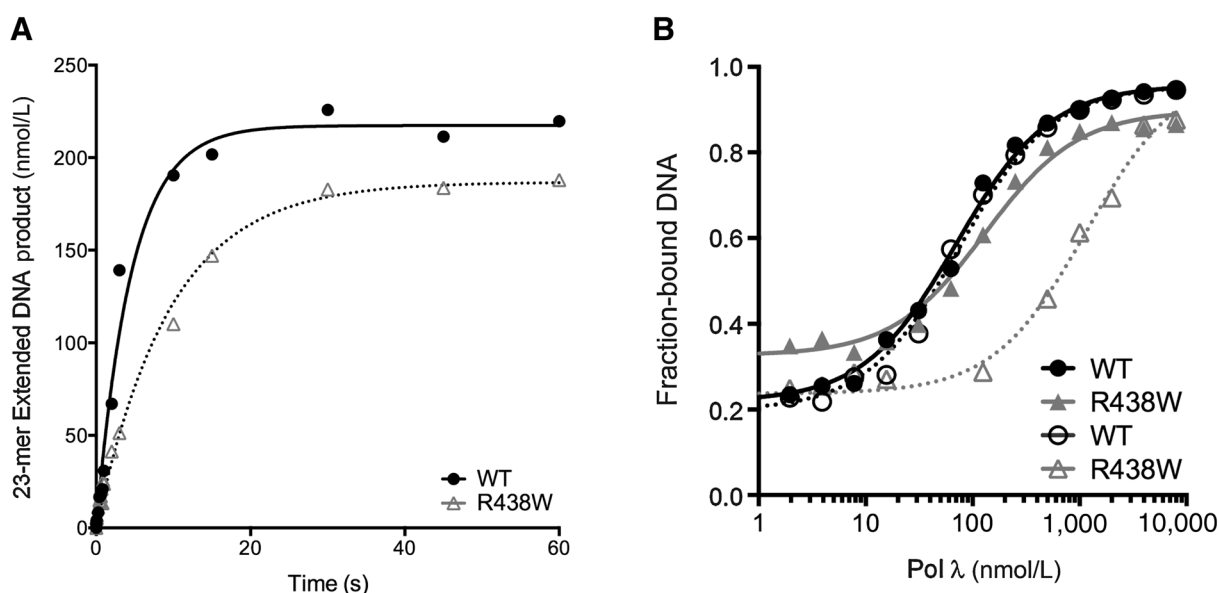 A
23-mer Extended DNA product (nmol/L)
250
200
150
100
50
0
0
20
40
60
Time (s)
WT
R438W
B
Fraction-bound DNA
1.0
0.8
0.6
0.4
0.2
0.0
1
10
100
1,000
10,000
Pol λ (nmol/L)
WT
R438W
WT
R438W